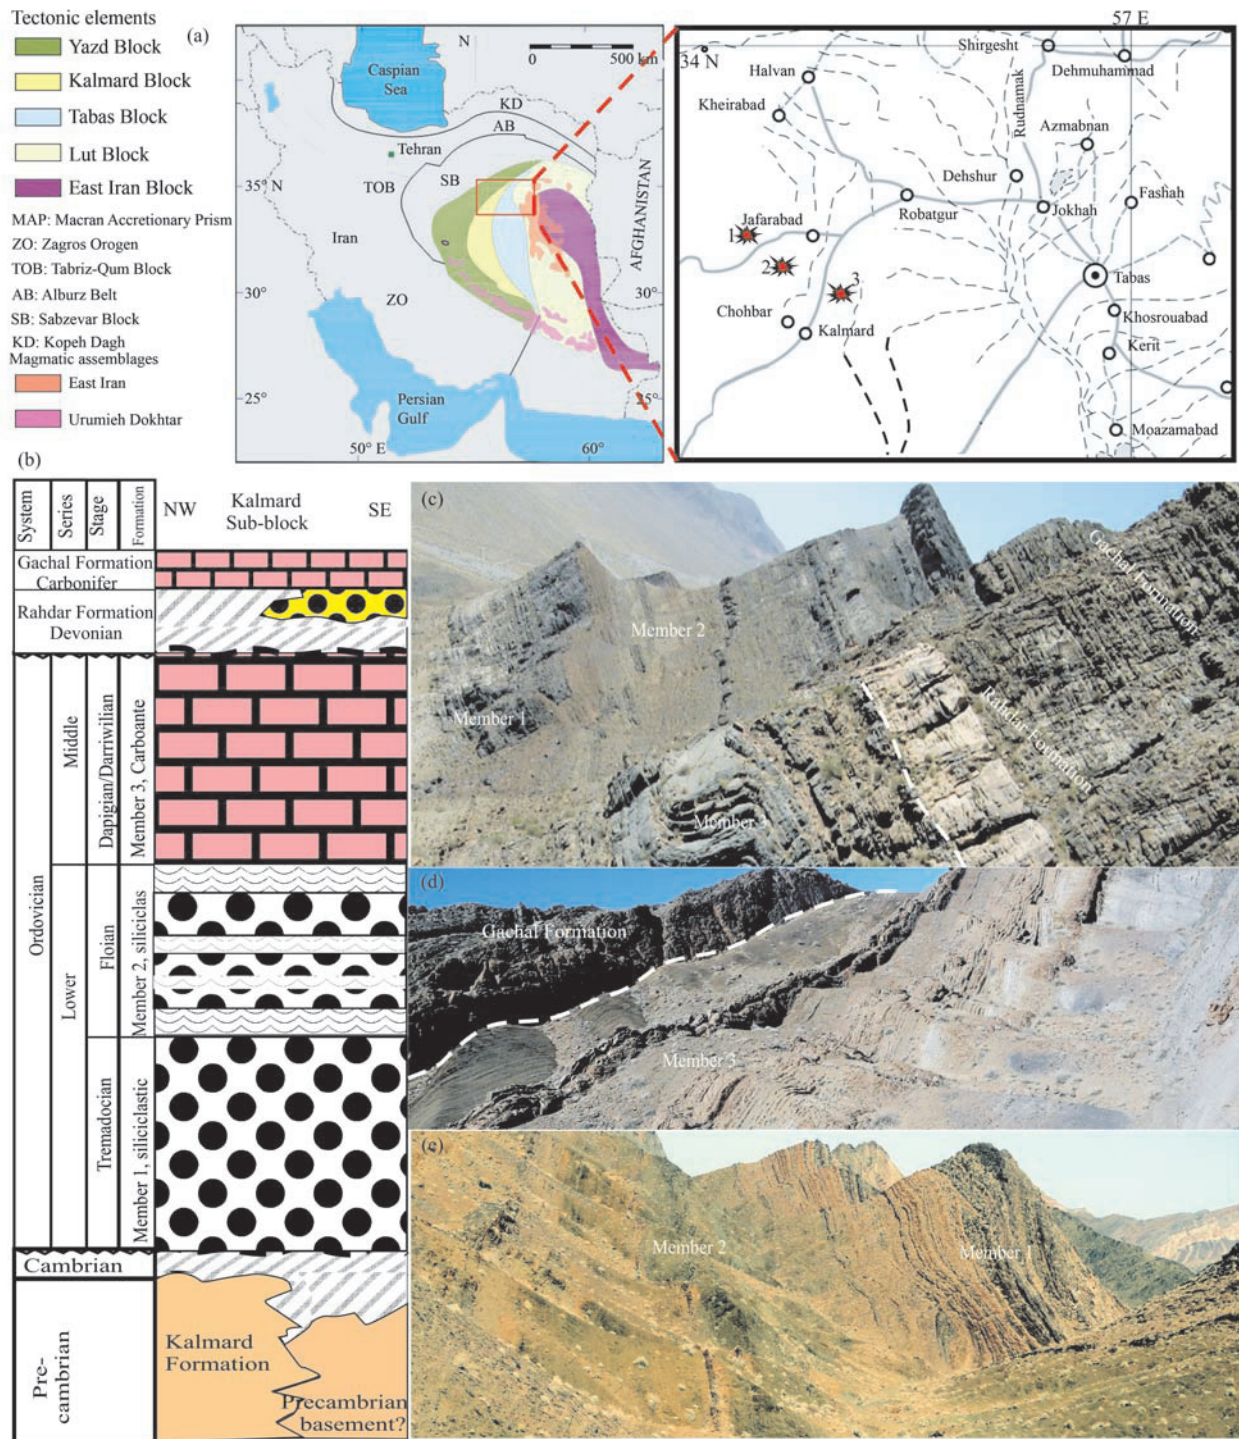 Tectonic elements
Yazd Block
Kalmard Block
Tabas Block
Lut Block
East Iran Block
MAP: Macran Accretionary Prism
ZO: Zagros Orogen
TOB: Tabriz-Qum Block
AB: Alburz Belt
SB: Sabzevar Block
KD: Kopeh Dagh
Magmatic assemblages
East Iran
Urumieh Dokhtar
(a)
N
0 500 km
Caspian
Sea
KD
AB
Tehran
SB
TOB
35°
N
Iran
AFGHANISTAN
ZO
30°
30°
25°
25°
Persian
Gulf
50° E
60°
57 E
34 N
Shirgesht
Dehmuhammad
Halvan
Kheirabad
Rudnamak
Azmabnan
Dehshur
Fashah
Robatgur
Jokhah
Jafarabad
1
2
3
Tabas
Chohbar
Kalmard
Khosrouabad
Kerit
Moazamabad
(b)
System
Series
Stage
Formation
NW
Kalmard
Sub-block
SE
Gachal Formation
Carbonifer
Rahdar Formation
Devonian
Ordovician
Middle
Dapigian/Darriwilian
Member 3, Carboante
Lower
Floian
Member 2, siliciclas
Tremadocian
Member 1, siliciclastic
Cambrian
Pre-
cambrian
Kalmard
Formation
Precambrian
basement?
(c)
Gachal Formation
Member 2
Member 1
Rahdar Formation
Member 3
(d)
Gachal Formation
Member 3
(e)
Member 2
Member 1